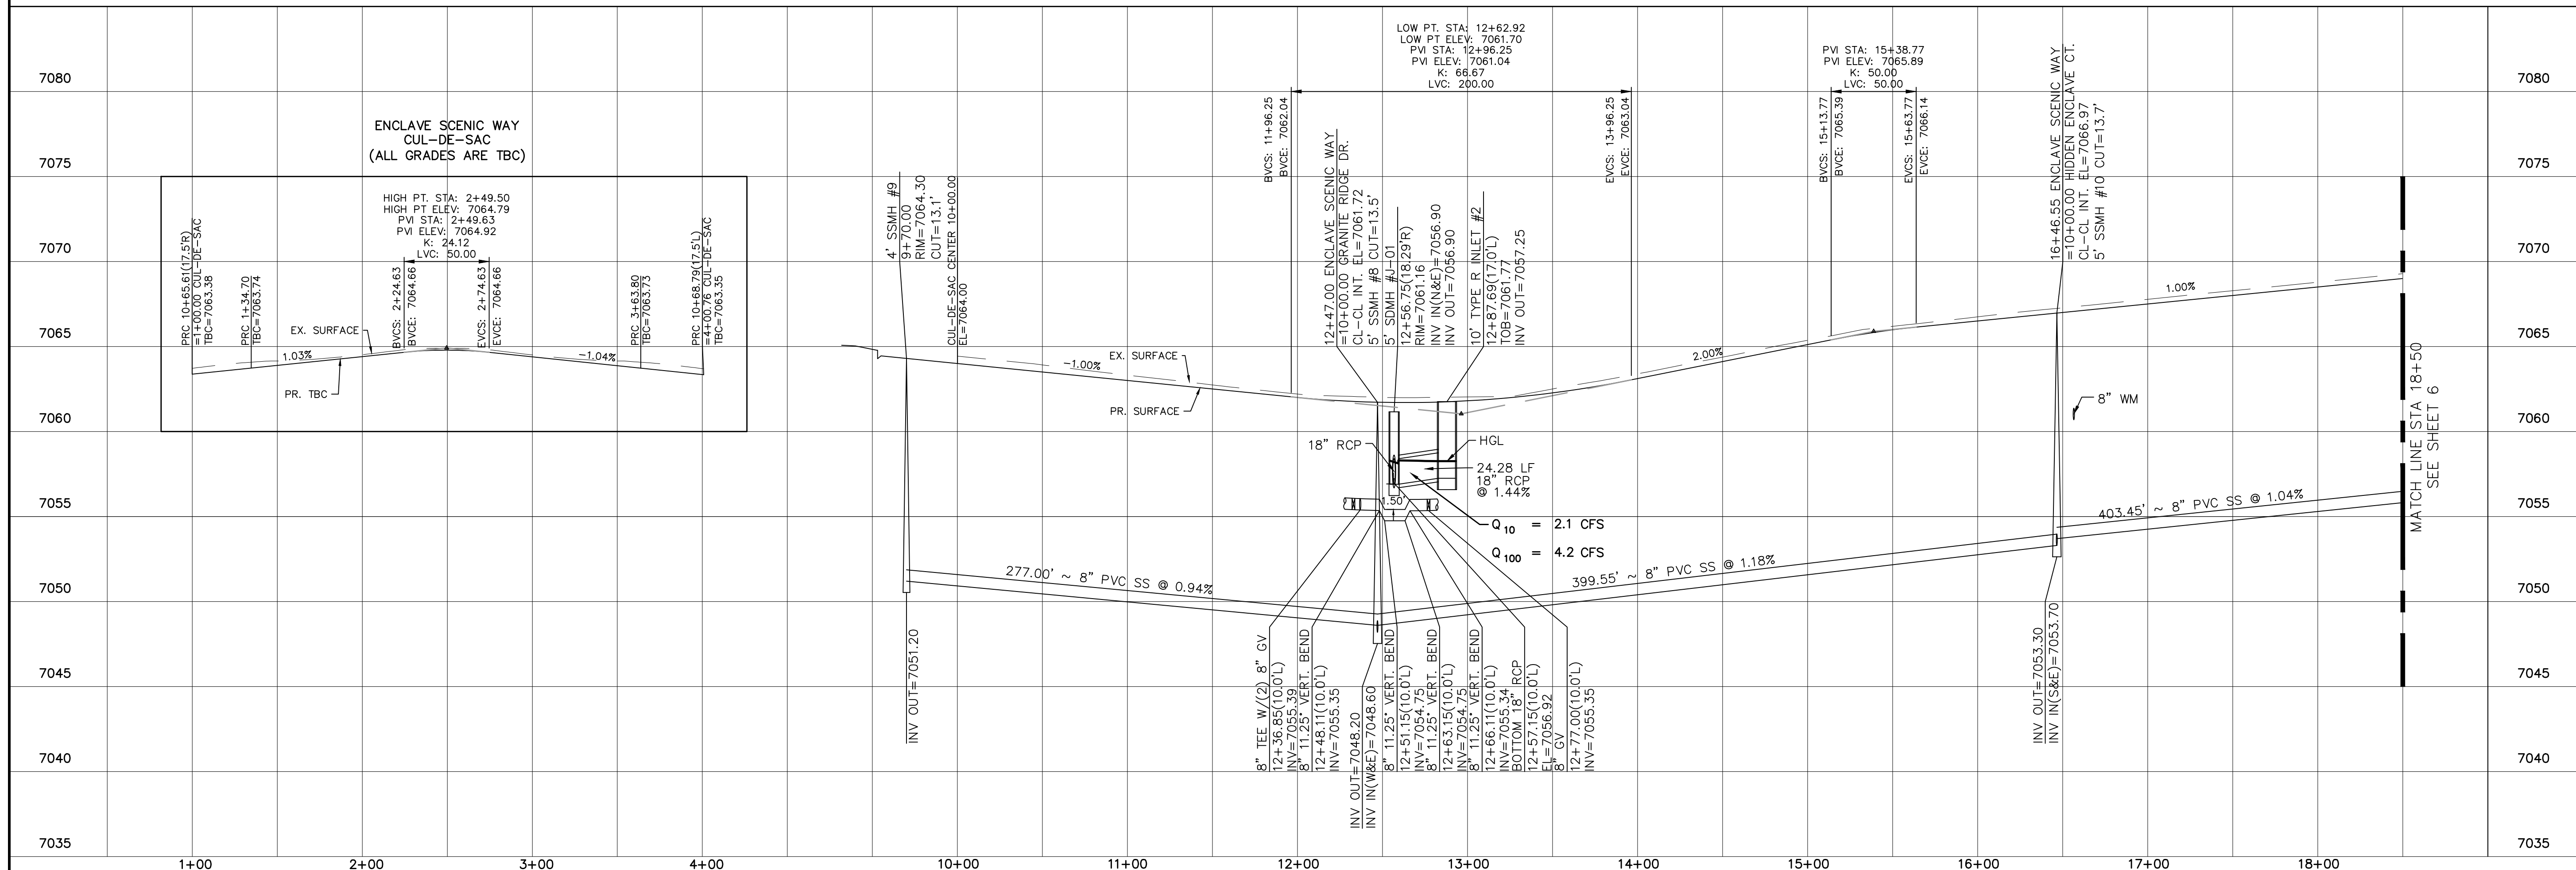 7080
7075
7070
7065
7060
7055
7050
7045
7040
7035
ENCLAVE SCENIC WAY
CUL-DE-SAC
(ALL GRADES ARE TBC)
HIGH PT. STA: 2+49.50
HIGH PT ELEV: 7064.79
PVI STA: 2+49.63
PVI ELEV: 7064.92
K: 24.12
LVC: 50.00
PRC 10+65.61(17.5'R)
=1+00.00 CUL-DE-SAC
TBC=7063.38
PRC 1+34.70
TBC=7063.74
BVCS: 2+24.63
BVCE: 7064.66
EVCS: 2+74.63
EVCE: 7064.66
PRC 3+63.80
TBC=7063.73
PRC 10+68.79(17.5'L)
=4+00.76 CUL-DE-SAC
TBC=7063.35
EX. SURFACE
1.03%
-1.04%
PR. TBC
4' SSMH #9
9+70.00
RIM=7064.30
CUT=13.1'
CUL-DE-SAC CENTER 10+00.00
EL=7064.00
-1.00%
EX. SURFACE
PR. SURFACE
LOW PT. STA: 12+62.92
LOW PT ELEV: 7061.70
PVI STA: 12+96.25
PVI ELEV: 7061.04
K: 66.67
LVC: 200.00
BVCS: 11+96.25
BVCE: 7062.04
EVCS: 13+96.25
EVCE: 7063.04
12+47.00 ENCLAVE SCENIC WAY
=10+00.00 GRANITE RIDGE DR.
CL-CL INT. EL=7061.72
5' SSMH #8 CUT=13.5'
5' SDMH #J-01
12+56.75(18.29'R)
RIM=7061.16
INV IN(N&E)=7056.90
INV OUT=7056.90
10' TYPE R INLET #2
12+87.69(17.0'L)
TOB=7061.77
INV OUT=7057.25
PVI STA: 15+38.77
PVI ELEV: 7065.89
K: 50.00
LVC: 50.00
BVCS: 15+13.77
BVCE: 7065.39
EVCS: 15+63.77
EVCE: 7066.14
16+46.55 ENCLAVE SCENIC WAY
=10+00.00 HIDDEN ENCLAVE CT.
CL-CL INT. EL=7066.97
5' SSMH #10 CUT=13.7'
2.00%
1.00%
8" WM
18" RCP
HGL
24.28 LF
18" RCP
@ 1.44%
1.50'
Q10 = 2.1 CFS
Q100 = 4.2 CFS
277.00' ~ 8" PVC SS @ 0.94%
399.55' ~ 8" PVC SS @ 1.18%
403.45' ~ 8" PVC SS @ 1.04%
MATCH LINE STA 18+50
SEE SHEET 6
INV OUT=7051.20
8" TEE W/(2) 8" GV
12+36.85(10.0'L)
INV=7055.39
8" 11.25° VERT. BEND
12+48.11(10.0'L)
INV=7055.35
INV OUT=7048.20
INV IN(W&E)=7048.60
8" 11.25° VERT. BEND
12+51.15(10.0'L)
INV=7054.75
8" 11.25° VERT. BEND
12+63.15(10.0'L)
INV=7054.75
8" 11.25° VERT. BEND
12+66.11(10.0'L)
INV=7055.34
BOTTOM 18" RCP
12+57.15(10.0'L)
EL=7056.92
8" GV
12+77.00(10.0'L)
INV=7055.35
INV OUT=7053.30
INV IN(S&E)=7053.70
7080
7075
7070
7065
7060
7055
7050
7045
7040
7035
1+00
2+00
3+00
4+00
10+00
11+00
12+00
13+00
14+00
15+00
16+00
17+00
18+00